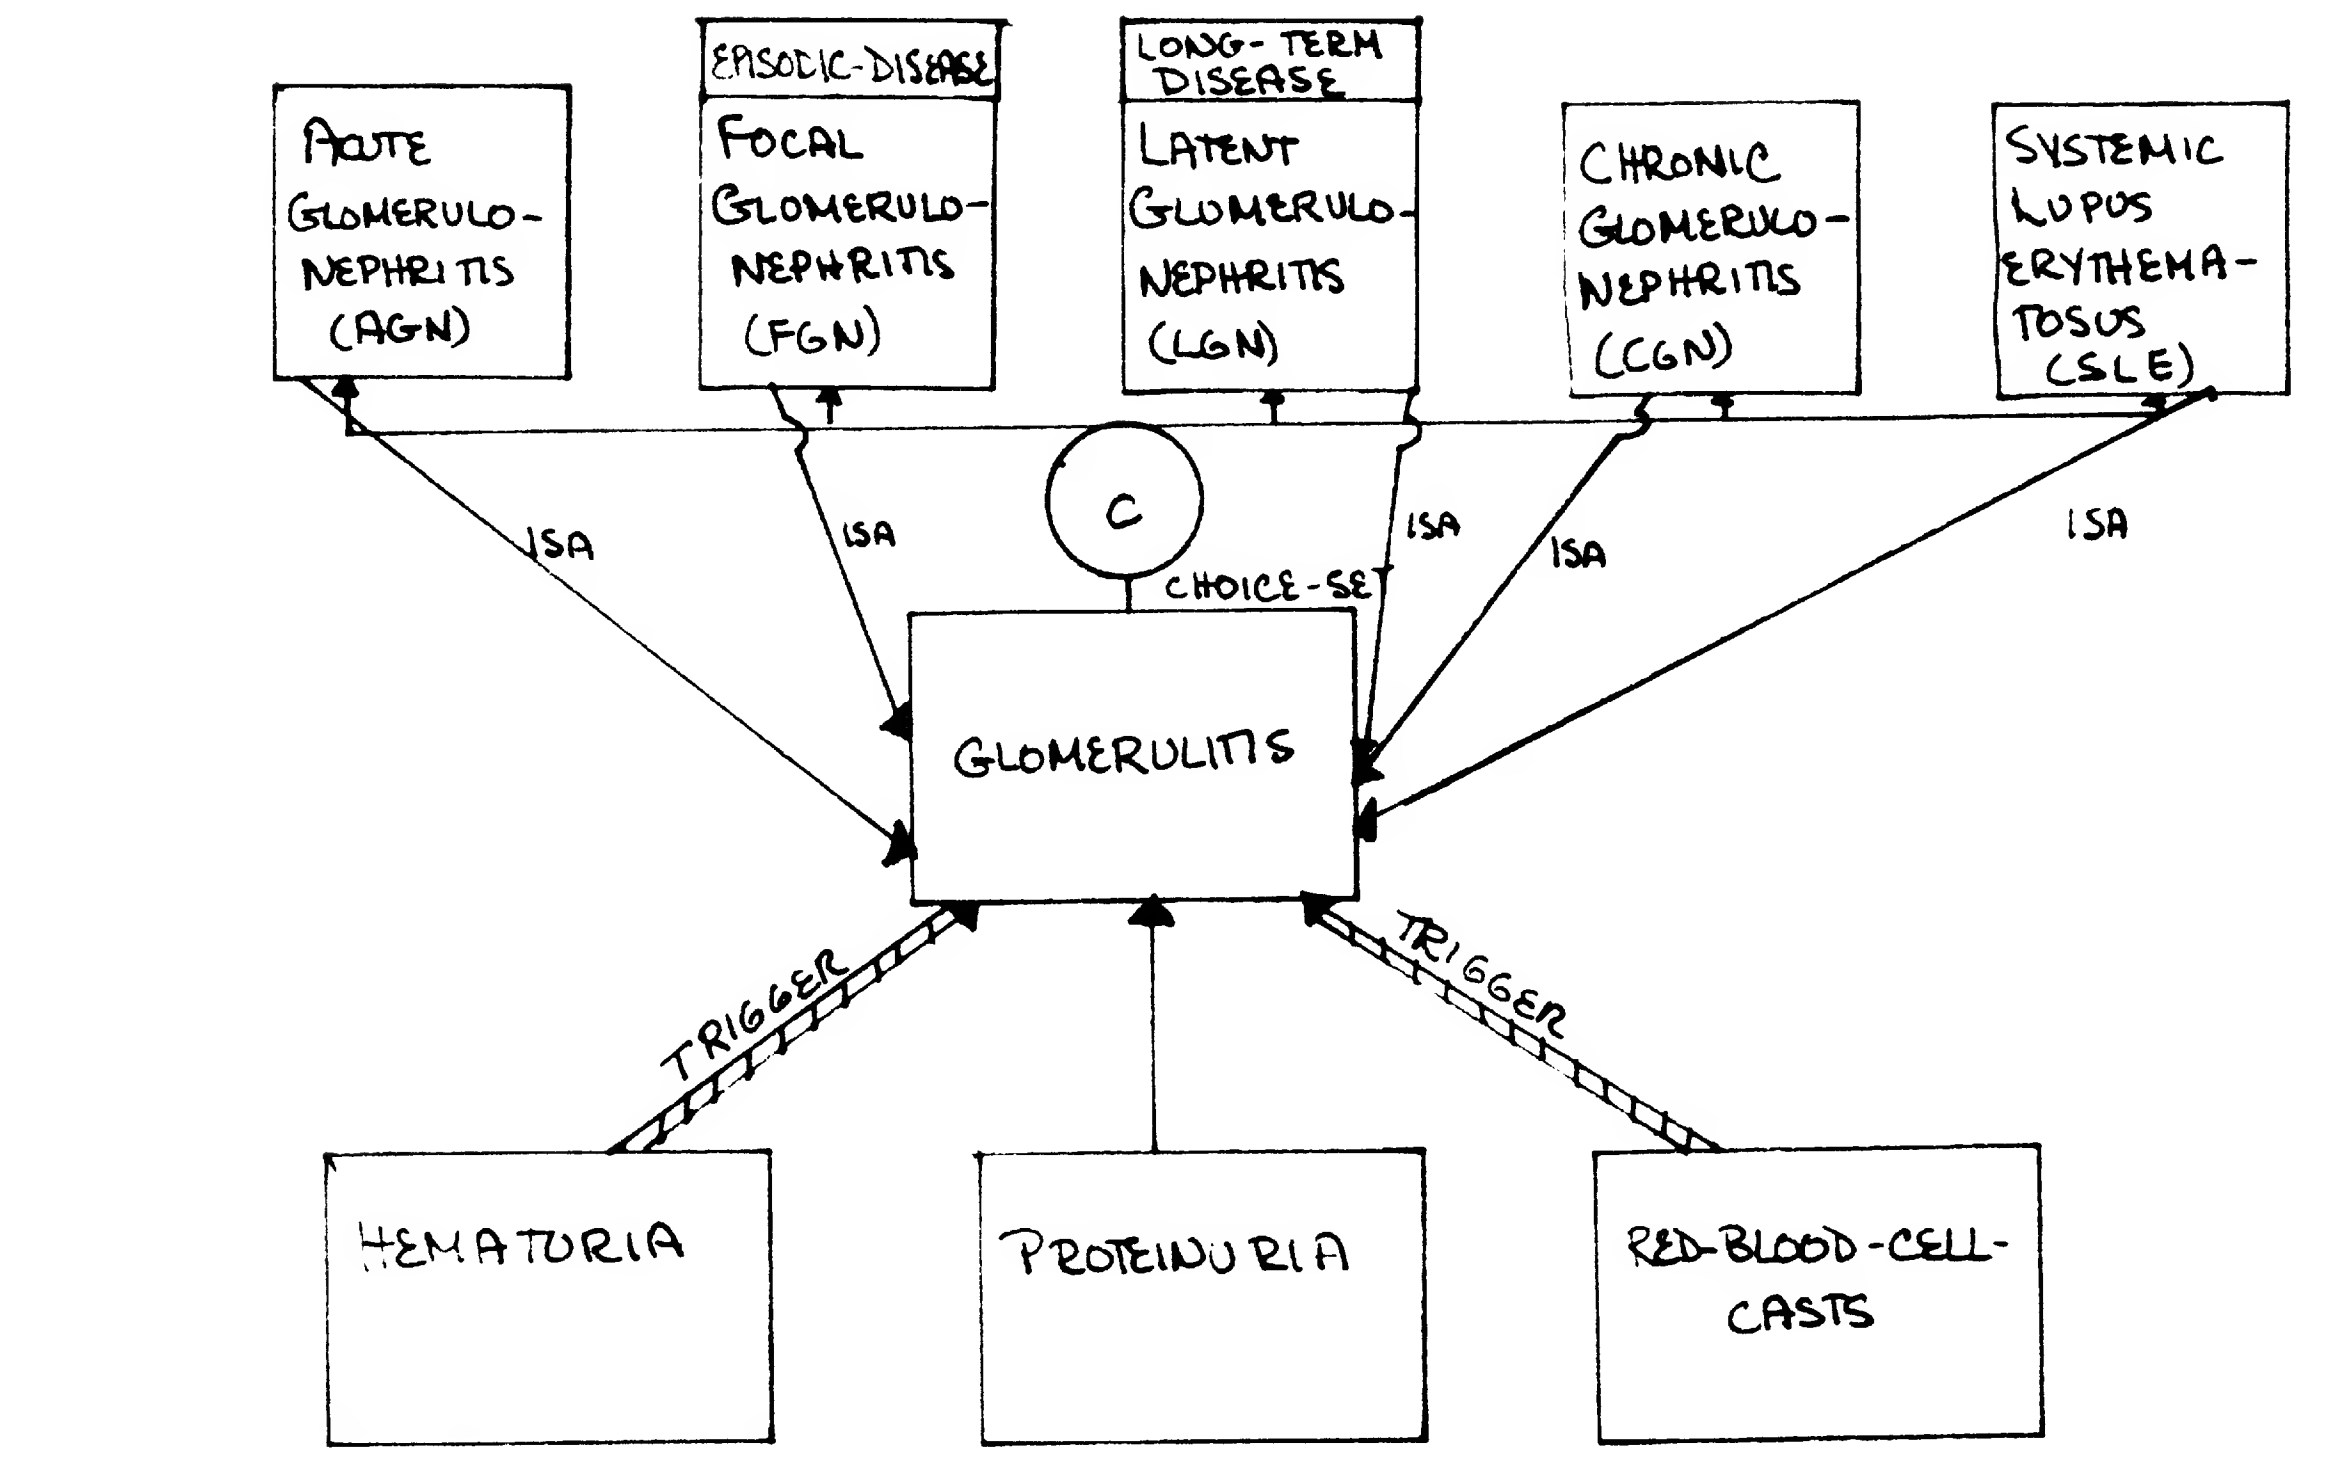 EPISODIC-DISEASE
LONG-TERM
DISEASE
ACUTE
GLOMERULO-
NEPHRITIS
(AGN)
FOCAL
GLOMERULO-
NEPHRITIS
(FGN)
LATENT
GLOMERULO-
NEPHRITIS
(LGN)
CHRONIC
GLOMERULO-
NEPHRITIS
(CGN)
SYSTEMIC
LUPUS
ERYTHEMA-
TOSUS
(SLE)
ISA
ISA
C
ISA
ISA
ISA
CHOICE-SET
GLOMERULITIS
TRIGGER
TRIGGER
HEMATURIA
PROTEINURIA
RED-BLOOD-CELL-
CASTS